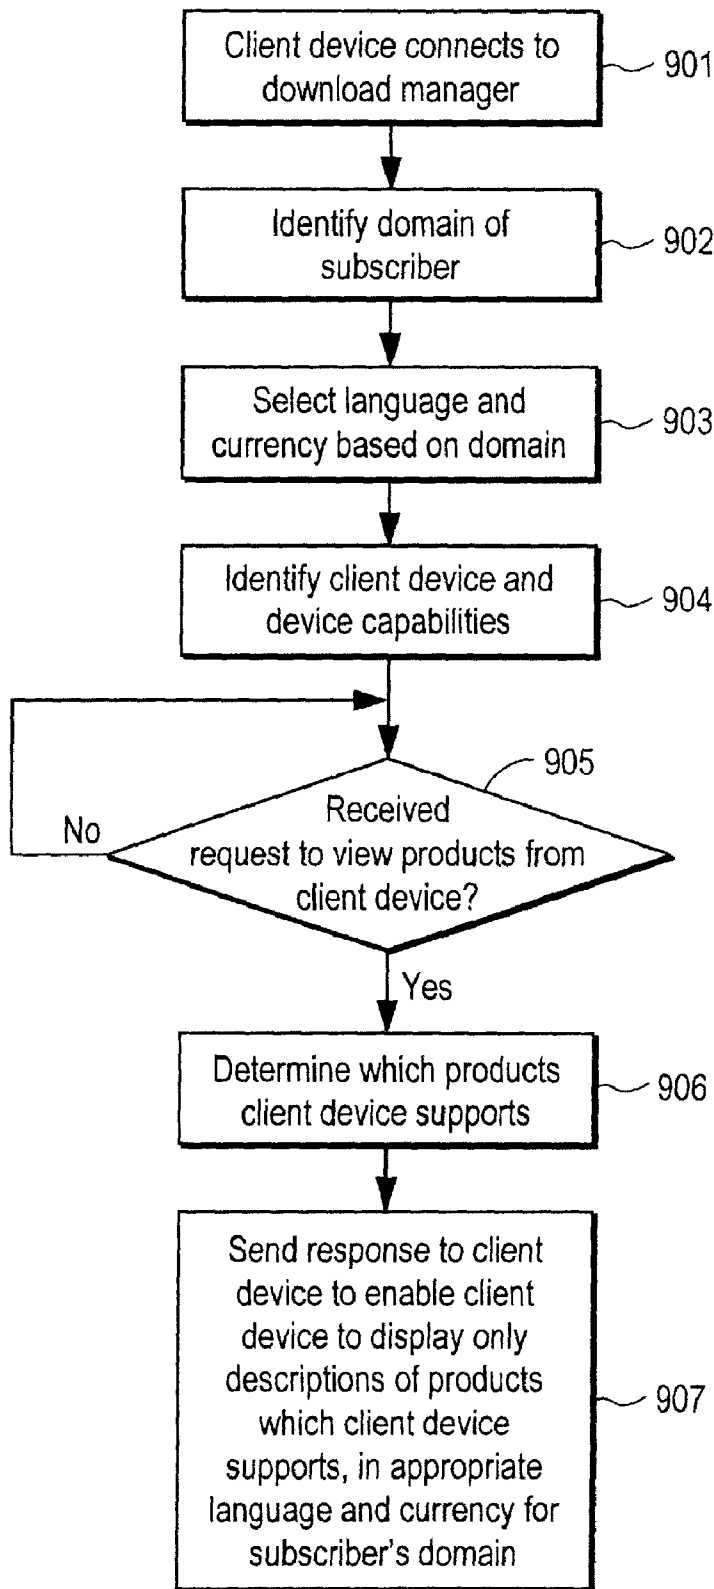 Client device connects to
download manager
901
Identify domain of
subscriber
902
Select language and
currency based on domain
903
Identify client device and
device capabilities
904
905
Received
request to view products from
client device?
No
Yes
Determine which products
client device supports
906
Send response to client
device to enable client
device to display only
descriptions of products
which client device
supports, in appropriate
language and currency for
subscriber's domain
907